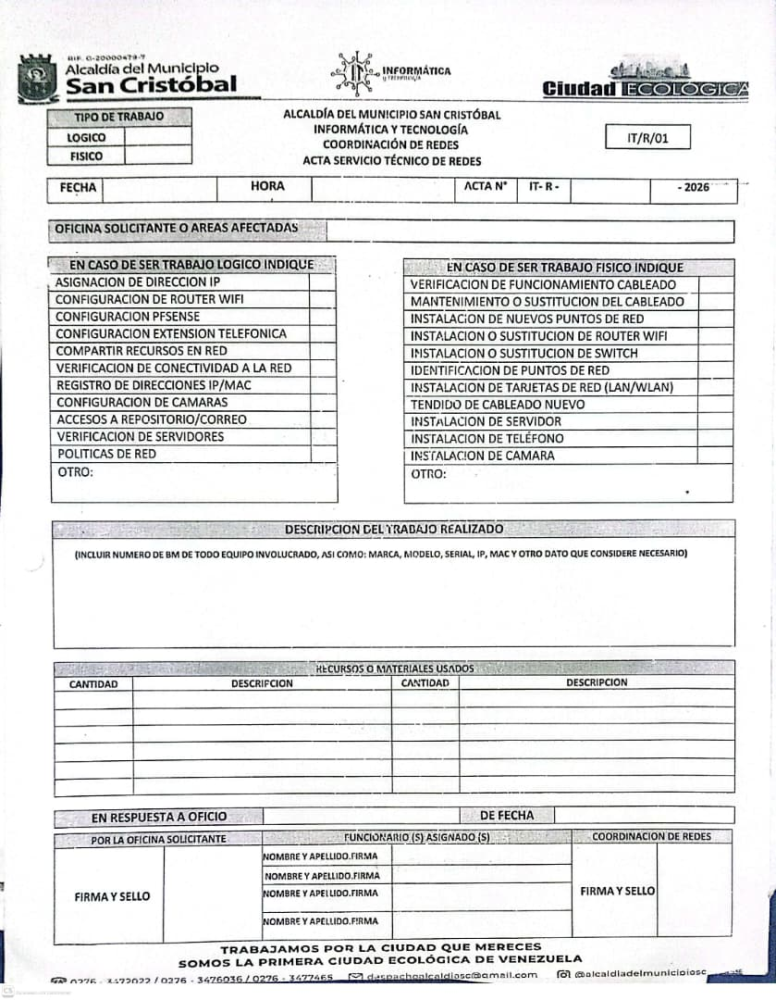 RIF. G-20000479-7
Alcaldía del Municipio
San Cristóbal
INFORMÁTICA
Y TECNOLOGÍA
Ciudad ECOLÓGICA
TIPO DE TRABAJO
LOGICO
FISICO
ALCALDÍA DEL MUNICIPIO SAN CRISTÓBAL
INFORMÁTICA Y TECNOLOGÍA
COORDINACIÓN DE REDES
ACTA SERVICIO TÉCNICO DE REDES
IT/R/01
FECHA HORA ACTA N° IT- R - - 2026
OFICINA SOLICITANTE O AREAS AFECTADAS
EN CASO DE SER TRABAJO LOGICO INDIQUE
ASIGNACION DE DIRECCION IP
CONFIGURACION DE ROUTER WIFI
CONFIGURACION PFSENSE
CONFIGURACION EXTENSION TELEFONICA
COMPARTIR RECURSOS EN RED
VERIFICACION DE CONECTIVIDAD A LA RED
REGISTRO DE DIRECCIONES IP/MAC
CONFIGURACION DE CAMARAS
ACCESOS A REPOSITORIO/CORREO
VERIFICACION DE SERVIDORES
POLITICAS DE RED
OTRO:
EN CASO DE SER TRABAJO FISICO INDIQUE
VERIFICACION DE FUNCIONAMIENTO CABLEADO
MANTENIMIENTO O SUSTITUCION DEL CABLEADO
INSTALACION DE NUEVOS PUNTOS DE RED
INSTALACION O SUSTITUCION DE ROUTER WIFI
INSTALACION O SUSTITUCION DE SWITCH
IDENTIFICACION DE PUNTOS DE RED
INSTALACION DE TARJETAS DE RED (LAN/WLAN)
TENDIDO DE CABLEADO NUEVO
INSTALACION DE SERVIDOR
INSTALACION DE TELÉFONO
INSTALACION DE CAMARA
OTRO:
DESCRIPCION DEL TRABAJO REALIZADO
(INCLUIR NUMERO DE BM DE TODO EQUIPO INVOLUCRADO, ASI COMO: MARCA, MODELO, SERIAL, IP, MAC Y OTRO DATO QUE CONSIDERE NECESARIO)
RECURSOS O MATERIALES USADOS
CANTIDAD DESCRIPCION CANTIDAD DESCRIPCION
EN RESPUESTA A OFICIO DE FECHA
POR LA OFICINA SOLICITANTE FUNCIONARIO (S) ASIGNADO (S) COORDINACION DE REDES
NOMBRE Y APELLIDO.FIRMA
NOMBRE Y APELLIDO.FIRMA
FIRMA Y SELLO NOMBRE Y APELLIDO.FIRMA FIRMA Y SELLO
NOMBRE Y APELLIDO.FIRMA
TRABAJAMOS POR LA CIUDAD QUE MERECES
SOMOS LA PRIMERA CIUDAD ECOLÓGICA DE VENEZUELA
0276 - 3472022 / 0276 - 3476036 / 0276 - 3477465 despachoalcaldiasc@gmail.com @alcaldiadelmunicipiosc
CS